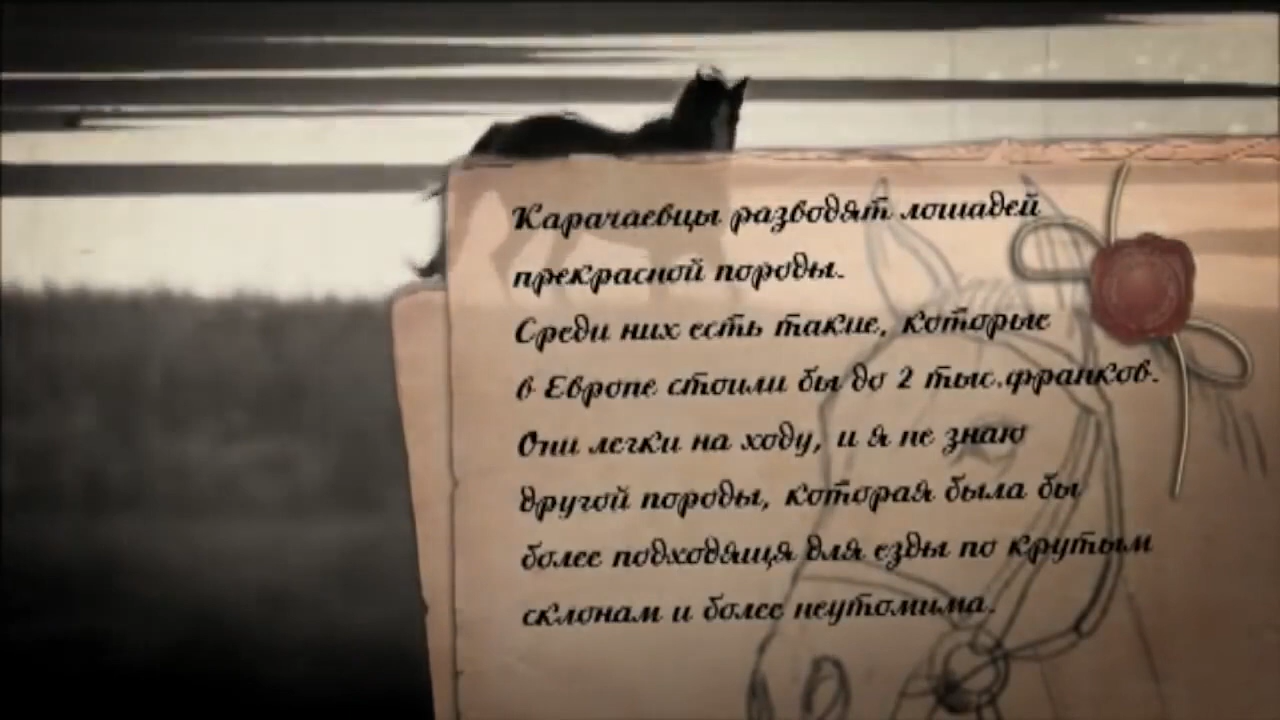 Карачаевцы разводят лошадей
прекрасной породы.
Среди них есть такие, которые
в Европе стоили бы до 2 тыс.франков.
Они легки на ходу, и я не знаю
другой породы, которая была бы
более подходящя для езды по крутым
склонам и более неутомима.